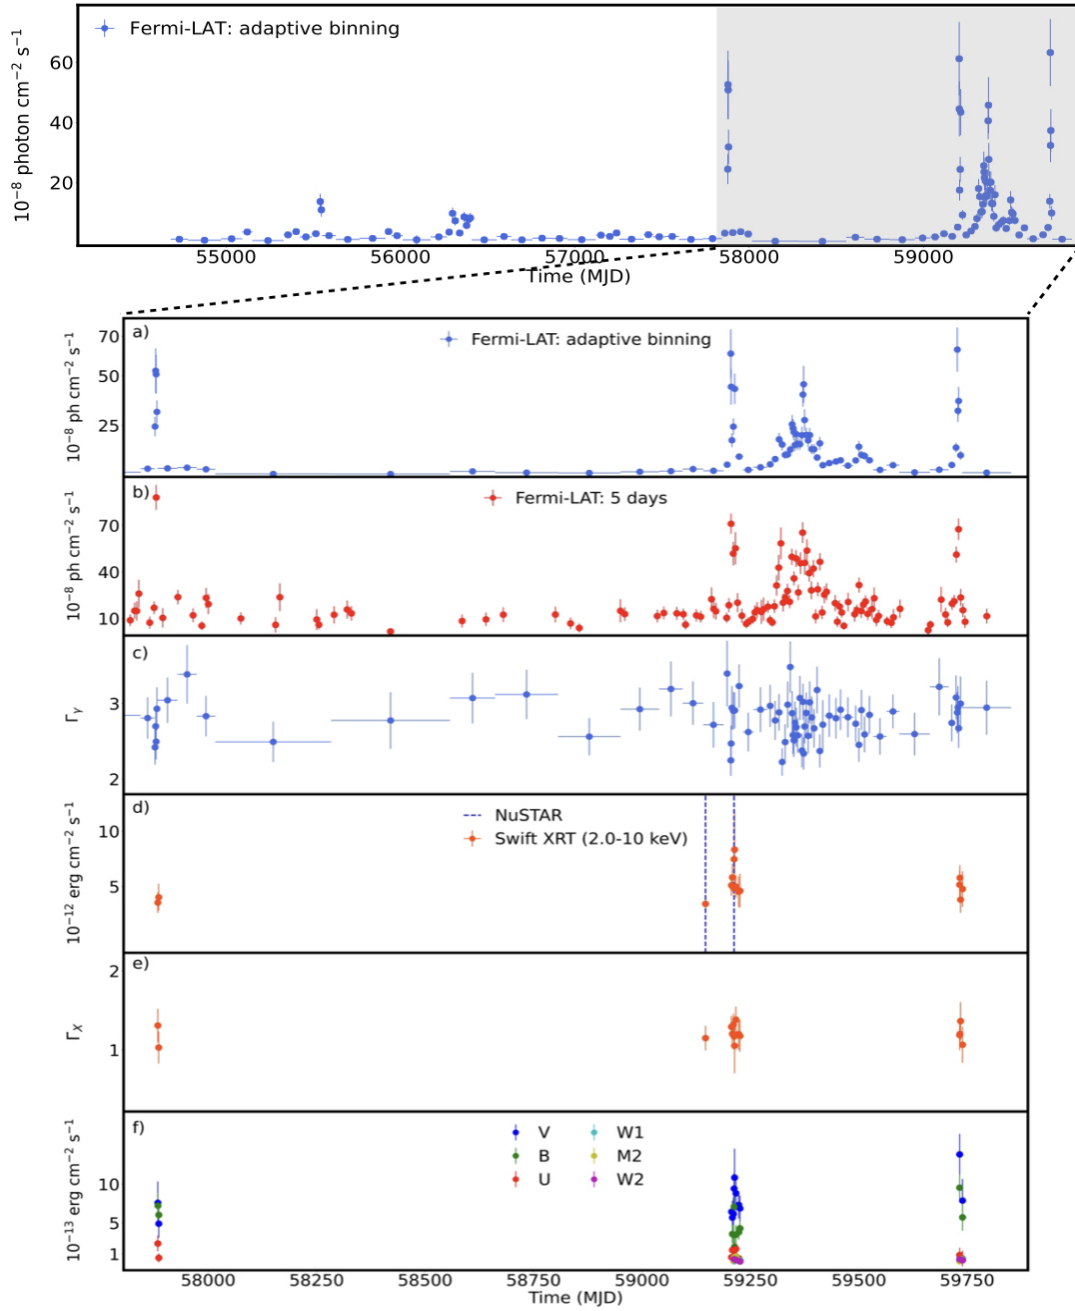 Fermi-LAT: adaptive binning
10⁻⁸ photon cm⁻² s⁻¹
60
40
20
55000 56000 57000 58000 59000
Time (MJD)
a)
Fermi-LAT: adaptive binning
10⁻⁸ ph cm⁻² s⁻¹
70
50
25
b)
Fermi-LAT: 5 days
10⁻⁸ ph cm⁻² s⁻¹
70
40
10
c)
Γγ
3
2
d)
NuSTAR
Swift XRT (2.0-10 keV)
10⁻¹² erg cm⁻² s⁻¹
10
5
e)
ΓX
2
1
f)
V W1
B M2
U W2
10⁻¹³ erg cm⁻² s⁻¹
10
5
1
58000 58250 58500 58750 59000 59250 59500 59750
Time (MJD)